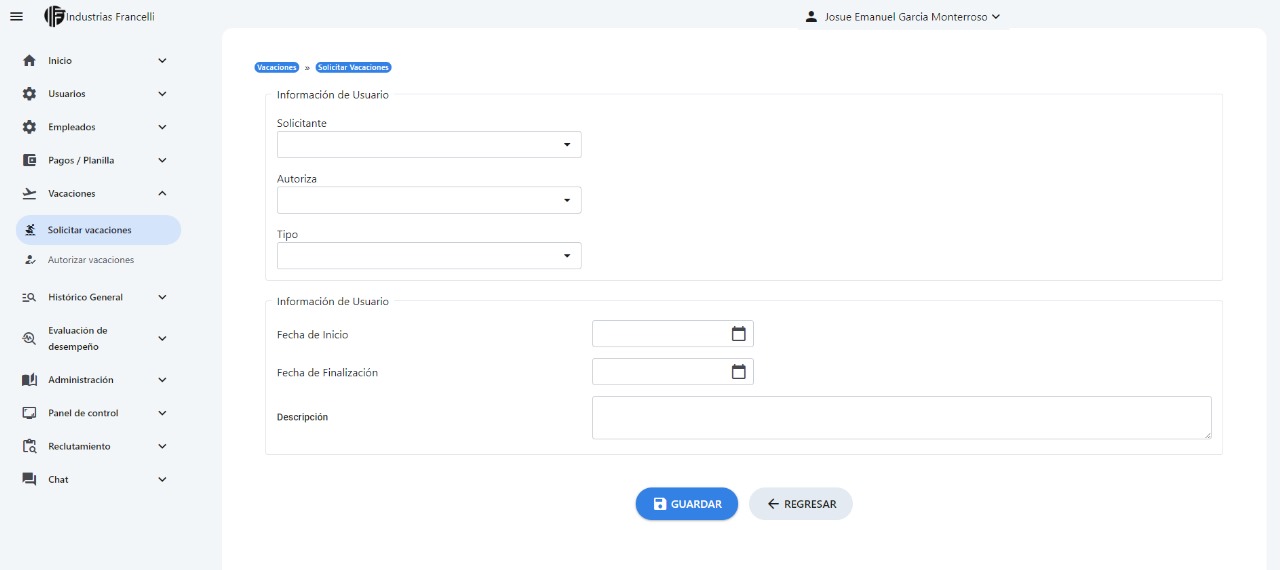 Industrias Francelli
Josue Emanuel Garcia Monterroso
Inicio
Usuarios
Empleados
Pagos / Planilla
Vacaciones
Solicitar vacaciones
Autorizar vacaciones
Histórico General
Evaluación de
desempeño
Administración
Panel de control
Reclutamiento
Chat
Vacaciones » Solicitar Vacaciones
Información de Usuario
Solicitante
Autoriza
Tipo
Información de Usuario
Fecha de Inicio
Fecha de Finalización
Descripción
GUARDAR
REGRESAR